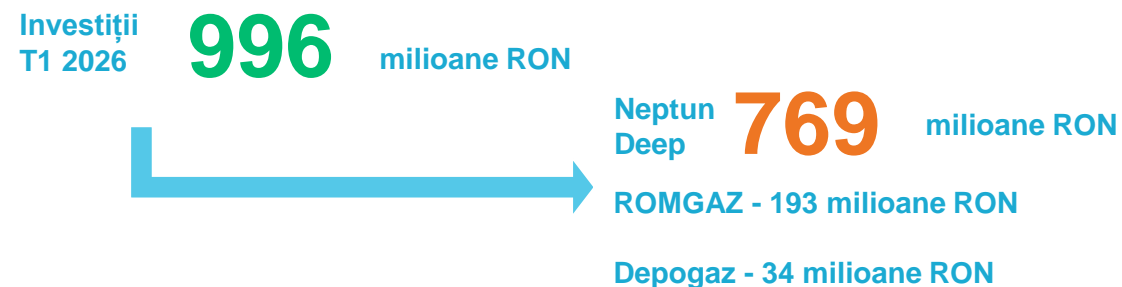 Investiții
T1 2026
996
milioane RON
Neptun
Deep
769
milioane RON
ROMGAZ - 193 milioane RON
Depogaz - 34 milioane RON